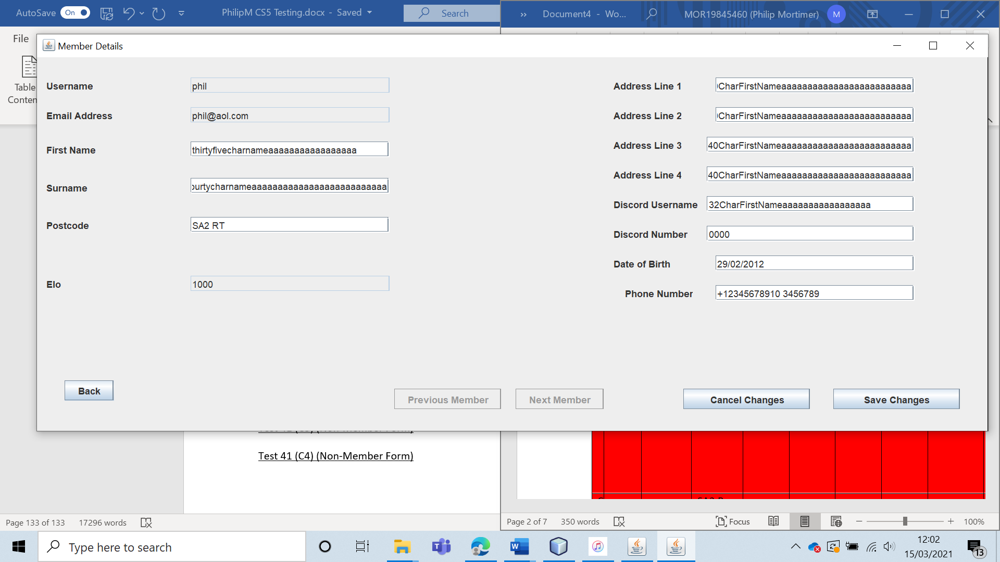 AutoSave On PhilipM CS5 Testing.docx - Saved Search
Document4 - Wo... MOR19845460 (Philip Mortimer) M
File
Table
Conten
Member Details
Username phil
Email Address phil@aol.com
First Name thirtyfivecharnameaaaaaaaaaaaaaaaaa
Surname ourtycharnameaaaaaaaaaaaaaaaaaaaaaaaaaa
Postcode SA2 RT
Elo 1000
Address Line 1 CharFirstNameaaaaaaaaaaaaaaaaaaaaaaaaa
Address Line 2 CharFirstNameaaaaaaaaaaaaaaaaaaaaaaaaa
Address Line 3 40CharFirstNameaaaaaaaaaaaaaaaaaaaaaaaaa
Address Line 4 40CharFirstNameaaaaaaaaaaaaaaaaaaaaaaaaa
Discord Username 32CharFirstNameaaaaaaaaaaaaaaaaa
Discord Number 0000
Date of Birth 29/02/2012
Phone Number +12345678910 3456789
Back
Previous Member
Next Member
Cancel Changes
Save Changes
Test 41 (C4) (Non-Member Form)
Page 133 of 133 17296 words
Page 2 of 7 350 words Focus 100%
Type here to search
12:02
15/03/2021
13